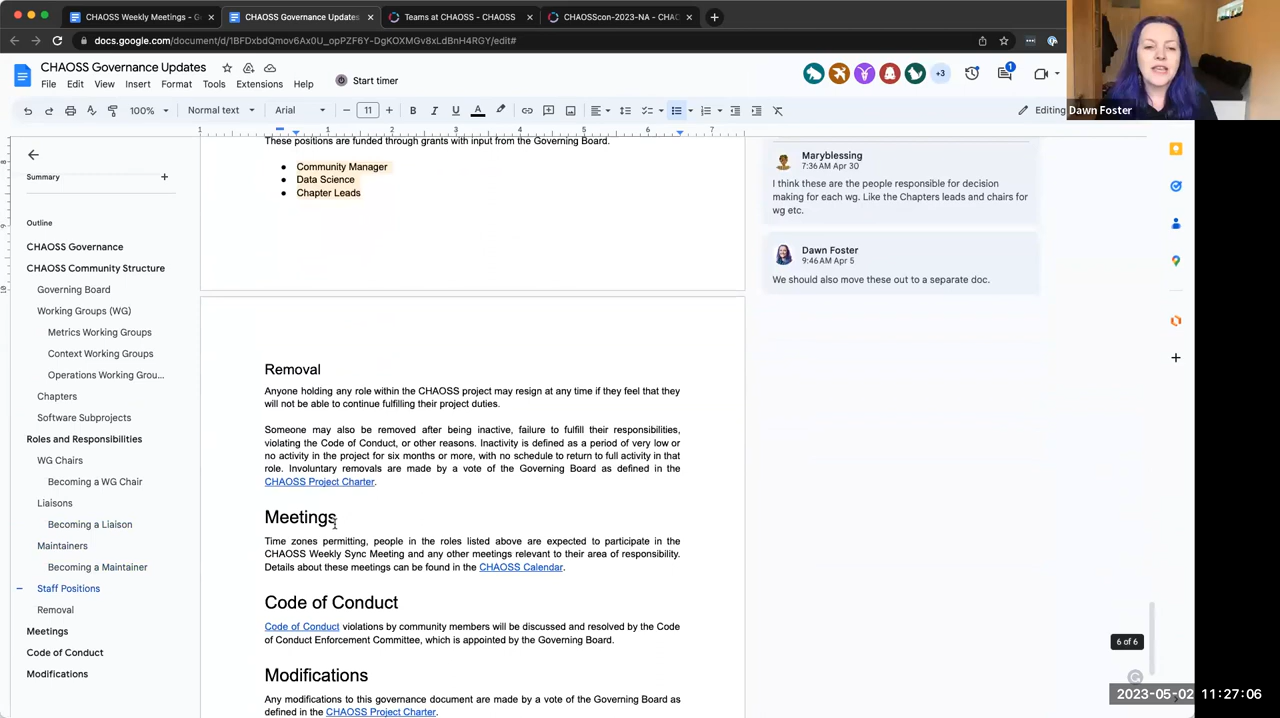 CHAOSS Weekly Meetings - G
CHAOSS Governance Updates
Teams at CHAOSS - CHAOSS
CHAOSScon-2023-NA - CHAO
docs.google.com/document/d/1BFDxbdQmov6Ax0U_opPZF6Y-DgKOXMGv8xLdBnH4RGY/edit#
CHAOSS Governance Updates
File Edit View Insert Format Tools Extensions Help
Start timer
+3
1
100% Normal text Arial 11 Editing
Dawn Foster
1 1 2 3 4 5 6 7
Summary
Outline
CHAOSS Governance
CHAOSS Community Structure
Governing Board
Working Groups (WG)
Metrics Working Groups
Context Working Groups
Operations Working Grou...
Chapters
Software Subprojects
Roles and Responsibilities
WG Chairs
Becoming a WG Chair
Liaisons
Becoming a Liaison
Maintainers
Becoming a Maintainer
Staff Positions
Removal
Meetings
Code of Conduct
Modifications
These positions are funded through grants with input from the Governing Board.
● Community Manager
● Data Science
● Chapter Leads
Removal
Anyone holding any role within the CHAOSS project may resign at any time if they feel that they
will not be able to continue fulfilling their project duties.
Someone may also be removed after being inactive, failure to fulfill their responsibilities,
violating the Code of Conduct, or other reasons. Inactivity is defined as a period of very low or
no activity in the project for six months or more, with no schedule to return to full activity in that
role. Involuntary removals are made by a vote of the Governing Board as defined in the
CHAOSS Project Charter.
Meetings
Time zones permitting, people in the roles listed above are expected to participate in the
CHAOSS Weekly Sync Meeting and any other meetings relevant to their area of responsibility.
Details about these meetings can be found in the CHAOSS Calendar.
Code of Conduct
Code of Conduct violations by community members will be discussed and resolved by the Code
of Conduct Enforcement Committee, which is appointed by the Governing Board.
Modifications
Any modifications to this governance document are made by a vote of the Governing Board as
defined in the CHAOSS Project Charter.
Maryblessing
7:36 AM Apr 30
I think these are the people responsible for decision
making for each wg. Like the Chapters leads and chairs for
wg etc.
Dawn Foster
9:46 AM Apr 5
We should also move these out to a separate doc.
6 of 6
2023-05-02 11:27:06